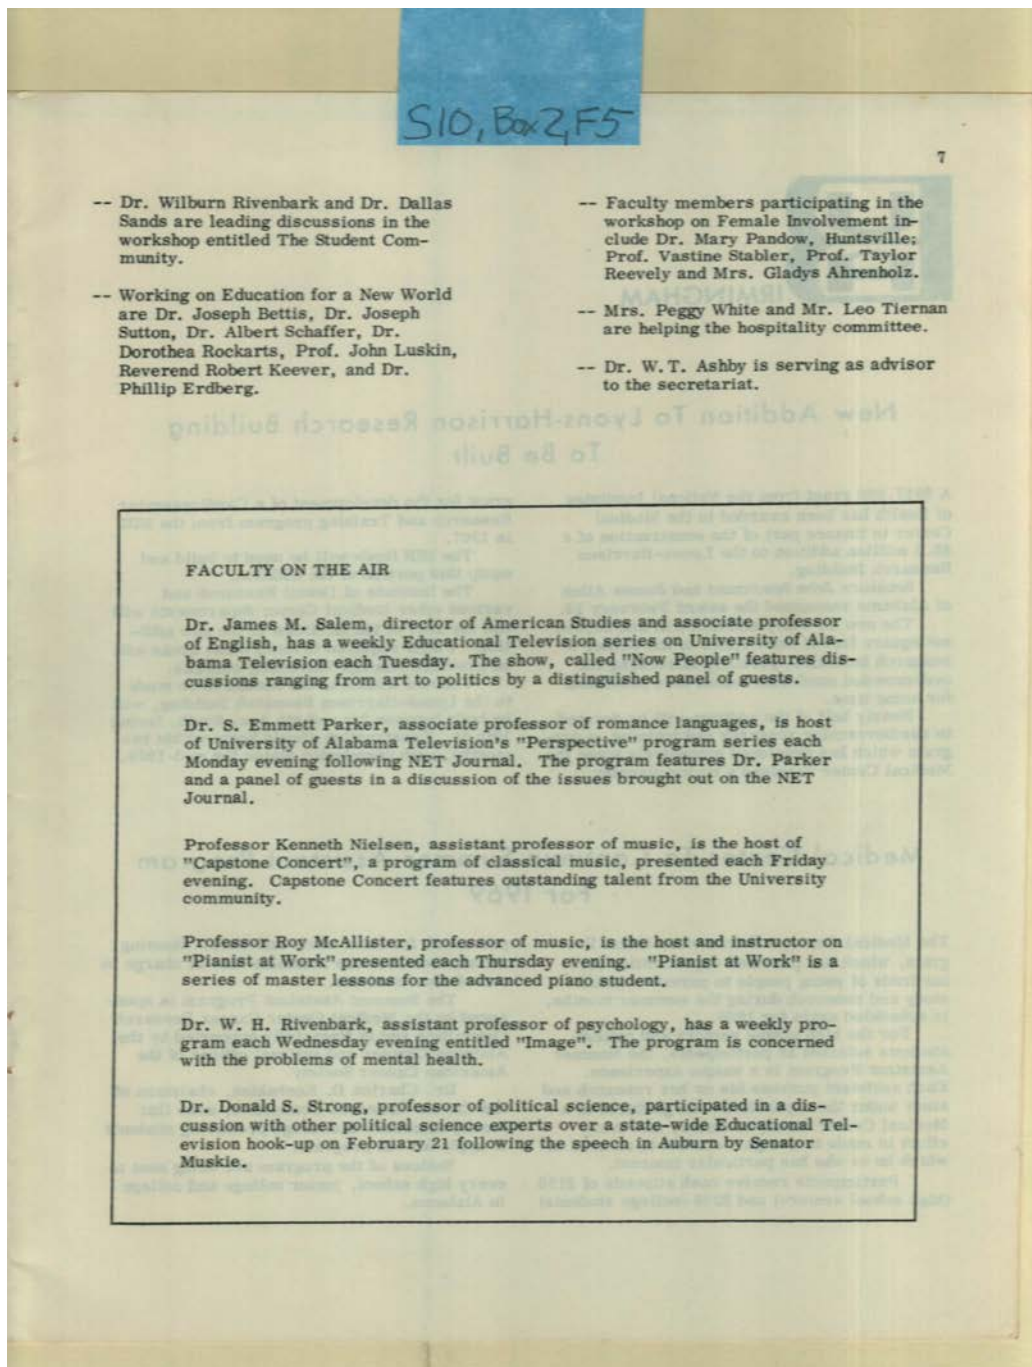 S10, Box 2, F5
7
-- Dr. Wilburn Rivenbark and Dr. Dallas
Sands are leading discussions in the
workshop entitled The Student Com-
munity.
-- Working on Education for a New World
are Dr. Joseph Bettis, Dr. Joseph
Sutton, Dr. Albert Schaffer, Dr.
Dorothea Rockarts, Prof. John Luskin,
Reverend Robert Keever, and Dr.
Phillip Erdberg.
-- Faculty members participating in the
workshop on Female Involvement in-
clude Dr. Mary Pandow, Huntsville;
Prof. Vastine Stabler, Prof. Taylor
Reevely and Mrs. Gladys Ahrenholz.
-- Mrs. Peggy White and Mr. Leo Tiernan
are helping the hospitality committee.
-- Dr. W. T. Ashby is serving as advisor
to the secretariat.
FACULTY ON THE AIR
Dr. James M. Salem, director of American Studies and associate professor
of English, has a weekly Educational Television series on University of Ala-
bama Television each Tuesday. The show, called "Now People" features dis-
cussions ranging from art to politics by a distinguished panel of guests.
Dr. S. Emmett Parker, associate professor of romance languages, is host
of University of Alabama Television's "Perspective" program series each
Monday evening following NET Journal. The program features Dr. Parker
and a panel of guests in a discussion of the issues brought out on the NET
Journal.
Professor Kenneth Nielsen, assistant professor of music, is the host of
"Capstone Concert", a program of classical music, presented each Friday
evening. Capstone Concert features outstanding talent from the University
community.
Professor Roy McAllister, professor of music, is the host and instructor on
"Pianist at Work" presented each Thursday evening. "Pianist at Work" is a
series of master lessons for the advanced piano student.
Dr. W. H. Rivenbark, assistant professor of psychology, has a weekly pro-
gram each Wednesday evening entitled "Image". The program is concerned
with the problems of mental health.
Dr. Donald S. Strong, professor of political science, participated in a dis-
cussion with other political science experts over a state-wide Educational Tel-
evision hook-up on February 21 following the speech in Auburn by Senator
Muskie.